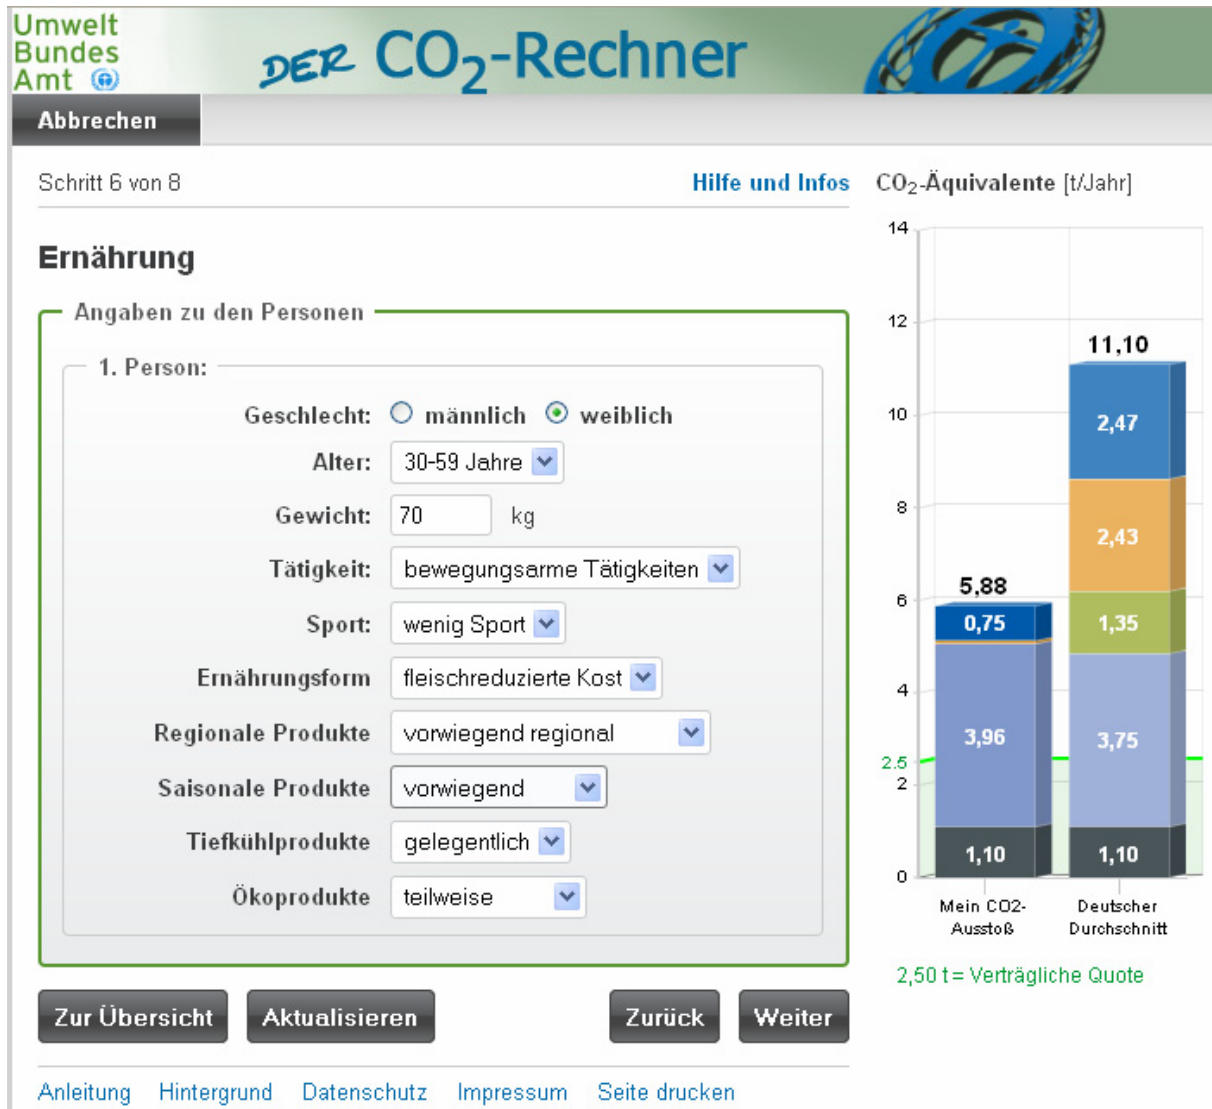 Umwelt
Bundes
Amt
DER CO₂-Rechner
Abbrechen
Schritt 6 von 8
Hilfe und Infos
Ernährung
Angaben zu den Personen
1. Person:
Geschlecht: männlich weiblich
Alter: 30-59 Jahre
Gewicht: 70 kg
Tätigkeit: bewegungsarme Tätigkeiten
Sport: wenig Sport
Ernährungsform fleischreduzierte Kost
Regionale Produkte vorwiegend regional
Saisonale Produkte vorwiegend
Tiefkühlprodukte gelegentlich
Ökoprodukte teilweise
Zur Übersicht Aktualisieren Zurück Weiter
Anleitung Hintergrund Datenschutz Impressum Seite drucken
CO₂-Äquivalente [t/Jahr]
14
12
11,10
10
2,47
8
2,43
5,88
6
0,75
1,35
4
3,96
3,75
2.5
2
1,10
1,10
0
Mein CO2-
Ausstoß
Deutscher
Durchschnitt
2,50 t = Verträgliche Quote